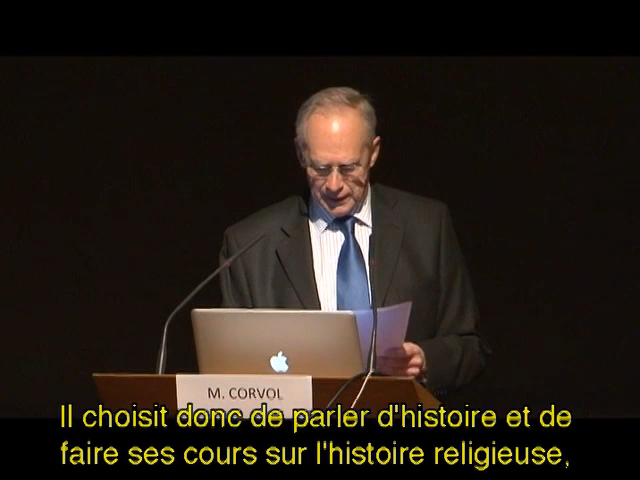 M. CORVOL
Il choisit donc de parler d'histoire et de
faire ses cours sur l'histoire religieuse,